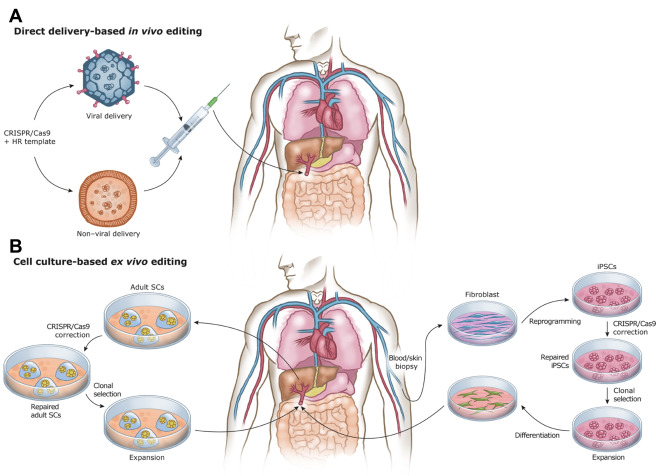 A
Direct delivery-based in vivo editing
Viral delivery
CRISPR/Cas9
+ HR template
Non-viral delivery
B
Cell culture-based ex vivo editing
Adult SCs
CRISPR/Cas9
correction
Repaired
adult SCs
Clonal
selection
Expansion
Blood/skin
biopsy
Fibroblast
Reprogramming
iPSCs
CRISPR/Cas9
correction
Repaired
iPSCs
Clonal
selection
Differentiation
Expansion